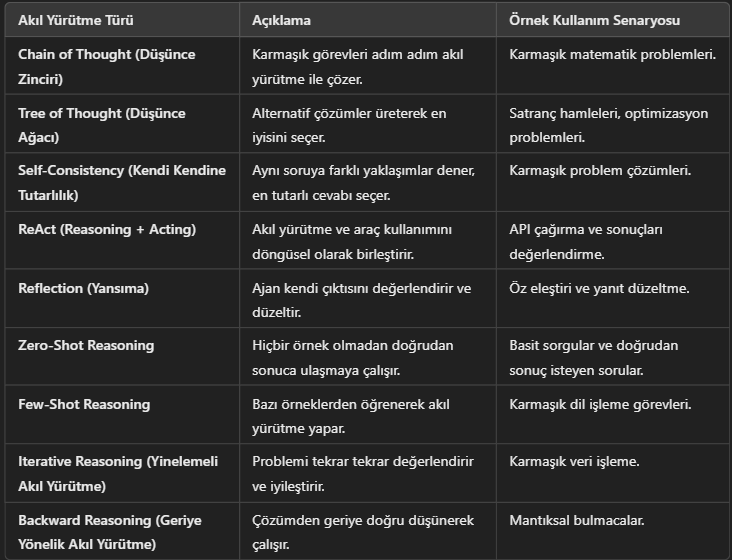 Akıl Yürütme Türü
Açıklama
Örnek Kullanım Senaryosu
Chain of Thought (Düşünce
Zinciri)
Karmaşık görevleri adım adım akıl
yürütme ile çözer.
Karmaşık matematik problemleri.
Tree of Thought (Düşünce
Ağacı)
Alternatif çözümler üreterek en
iyisini seçer.
Satranç hamleleri, optimizasyon
problemleri.
Self-Consistency (Kendi Kendine
Tutarlılık)
Aynı soruya farklı yaklaşımlar dener,
en tutarlı cevabı seçer.
Karmaşık problem çözümleri.
ReAct (Reasoning + Acting)
Akıl yürütme ve araç kullanımını
döngüsel olarak birleştirir.
API çağırma ve sonuçları
değerlendirme.
Reflection (Yansıma)
Ajan kendi çıktısını değerlendirir ve
düzeltir.
Öz eleştiri ve yanıt düzeltme.
Zero-Shot Reasoning
Hiçbir örnek olmadan doğrudan
sonuca ulaşmaya çalışır.
Basit sorgular ve doğrudan
sonuç isteyen sorular.
Few-Shot Reasoning
Bazı örneklerden öğrenerek akıl
yürütme yapar.
Karmaşık dil işleme görevleri.
Iterative Reasoning (Yinelemeli
Akıl Yürütme)
Problemi tekrar tekrar değerlendirir
ve iyileştirir.
Karmaşık veri işleme.
Backward Reasoning (Geriye
Yönelik Akıl Yürütme)
Çözümden geriye doğru düşünerek
çalışır.
Mantıksal bulmacalar.